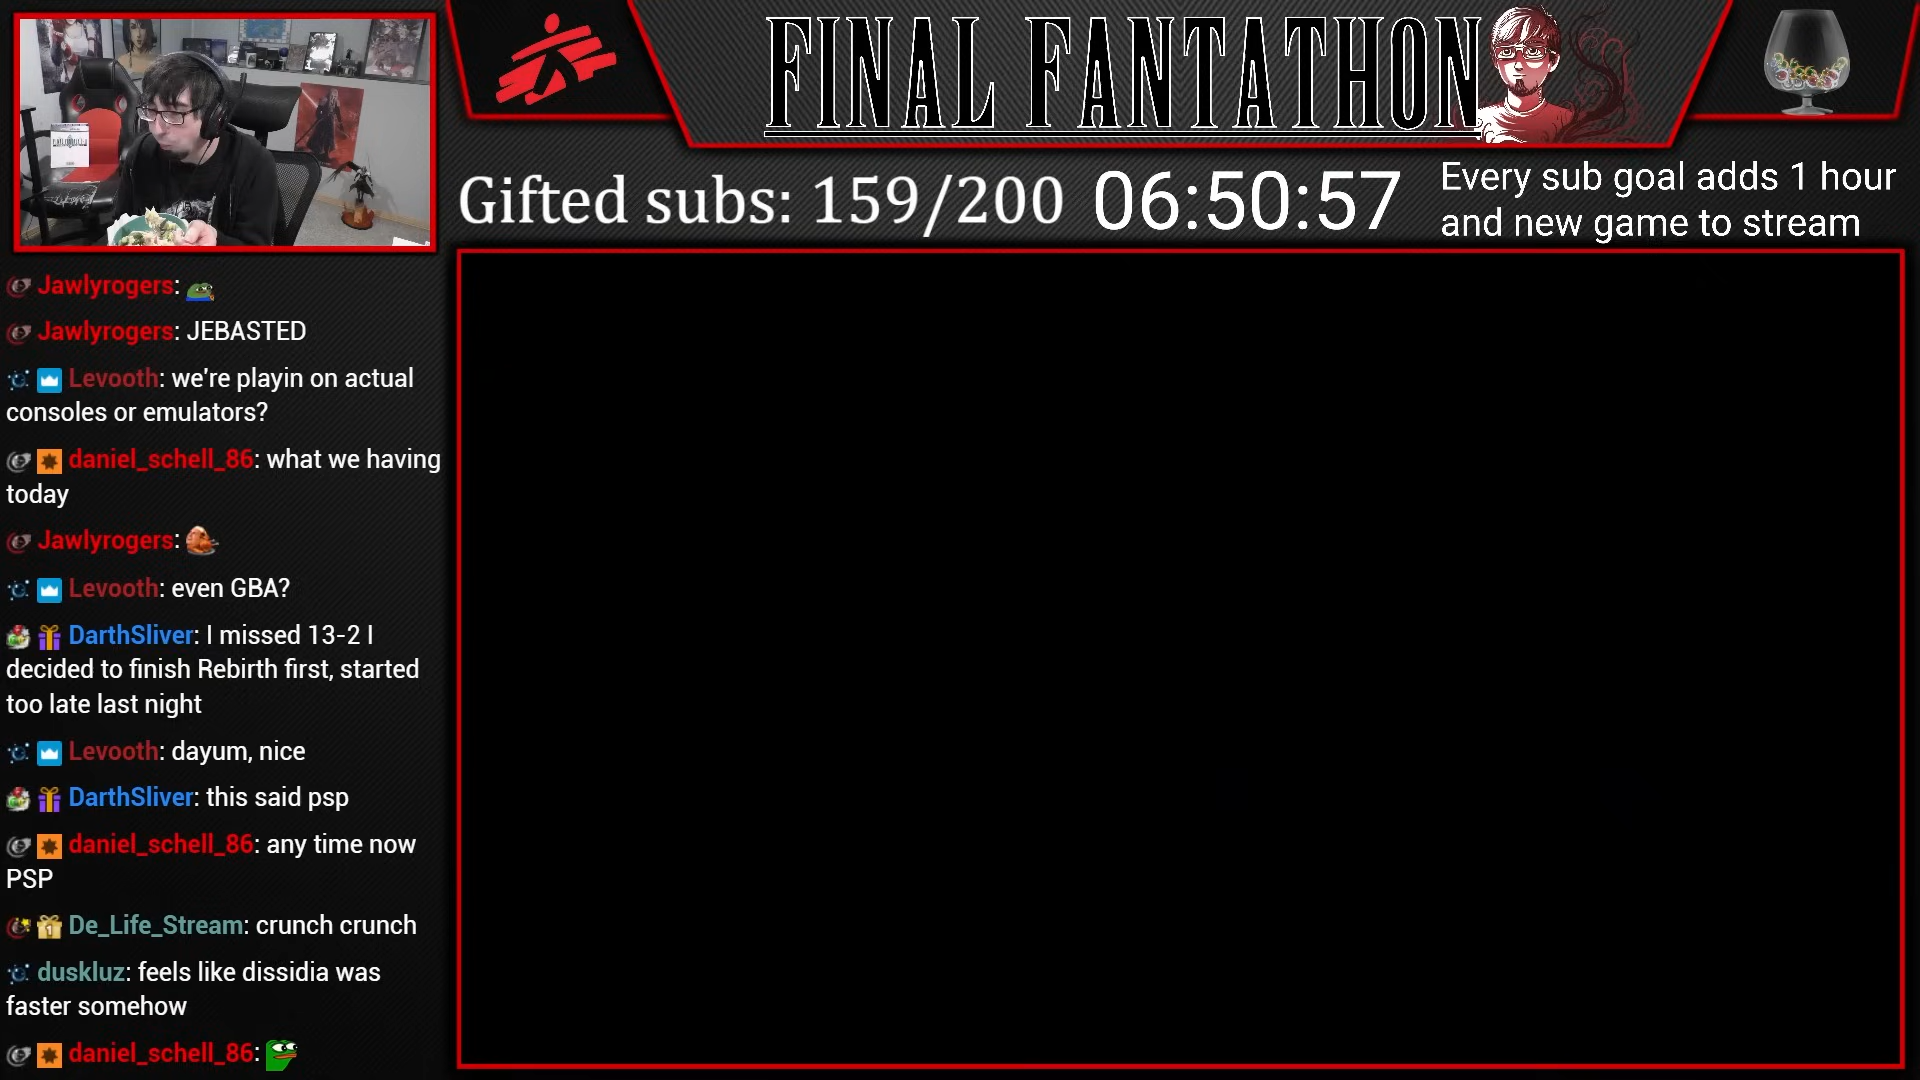 FINAL FANTATHON
Gifted subs: 159/200
06:50:57
Every sub goal adds 1 hour
and new game to stream
Jawlyrogers:
Jawlyrogers: JEBASTED
Levooth: we're playin on actual
consoles or emulators?
daniel_schell_86: what we having
today
Jawlyrogers:
Levooth: even GBA?
DarthSliver: I missed 13-2 I
decided to finish Rebirth first, started
too late last night
Levooth: dayum, nice
DarthSliver: this said psp
daniel_schell_86: any time now
PSP
De_Life_Stream: crunch crunch
duskluz: feels like dissidia was
faster somehow
daniel_schell_86: